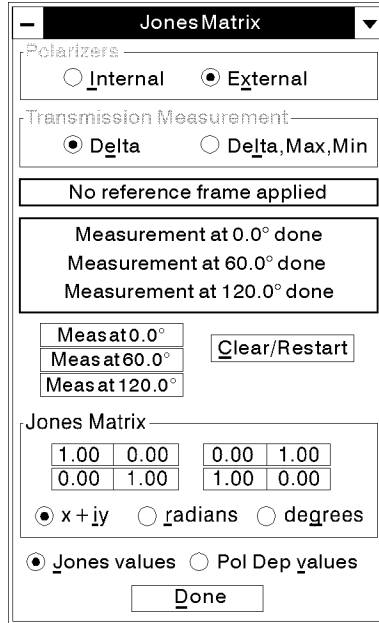 Jones Matrix
Polarizers
Internal External
Transmission Measurement
Delta Delta,Max,Min
No reference frame applied
Measurement at 0.0° done
Measurement at 60.0° done
Measurement at 120.0° done
Meas at 0.0°
Meas at 60.0°
Meas at 120.0°
Clear/Restart
Jones Matrix
1.00 0.00 0.00 1.00
0.00 1.00 1.00 0.00
x + iy radians degrees
Jones values Pol Dep values
Done